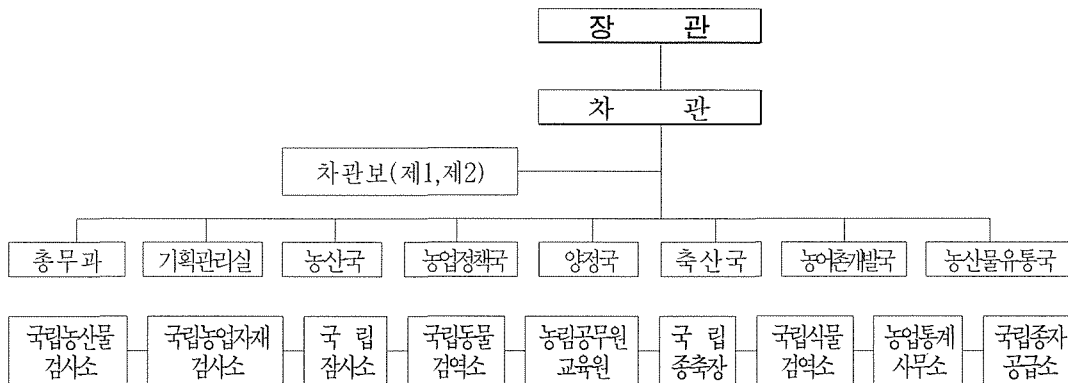 장 관
차 관
차관보(제1,제2)
총무과 기획관리실 농산국 농업정책국 양정국 축산국 농어촌개발국 농산물유통국
국립농산물 국립농업자재 국 립 국립동물 농림공무원 국 립 국립식물 농업통계 국립종자
검사소 검사소 잠사소 검역소 교육원 종축장 검역소 사무소 공급소